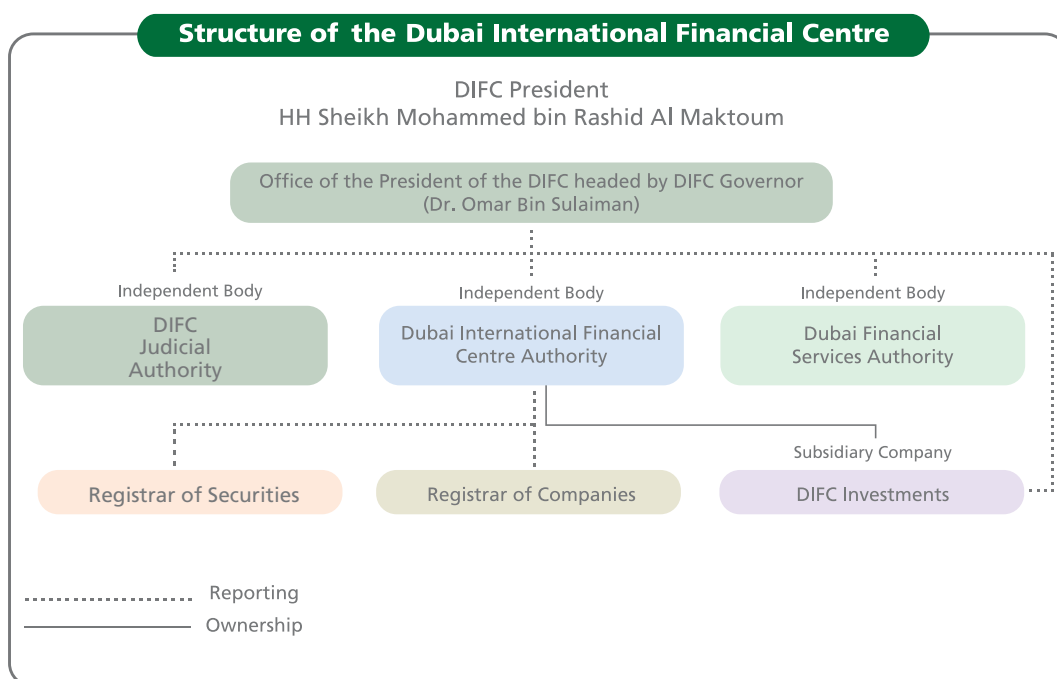 Structure of the Dubai International Financial Centre
DIFC President
HH Sheikh Mohammed bin Rashid Al Maktoum
Office of the President of the DIFC headed by DIFC Governor
(Dr. Omar Bin Sulaiman)
Independent Body
Independent Body
Independent Body
DIFC
Judicial
Authority
Dubai International Financial
Centre Authority
Dubai Financial
Services Authority
Subsidiary Company
Registrar of Securities
Registrar of Companies
DIFC Investments
Reporting
Ownership